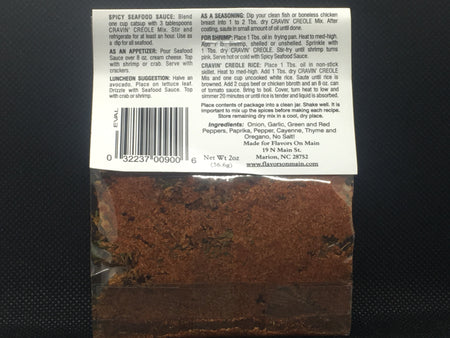 SPICY SEAFOOD SAUCE: Blend
one cup catsup with 3 tablespoons
CRAVIN' CREOLE Mix. Stir and
refrigerate for at least an hour. Use as
a dip for all seafood.
AS AN APPETIZER: Pour Seafood
Sauce over 8 oz. cream cheese. Top
with shrimp or crab. Serve with
crackers.
LUNCHEON SUGGESTION: Halve an
avocado. Place on lettuce leaf.
Drizzle with Seafood Sauce. Top
with crab or shrimp.
EVAL
0 32237 00900 6
AS A SEASONING: Dip your clean fish or boneless chicken
breast into 1 to 2 Tbs. dry CRAVIN' CREOLE Mix. After
coating, saute in small amount of oil until done.
FOR SHRIMP: Place 1 Tbs. oil in frying pan. Heat to med-high.
Add 1 lb. shrimp, shelled or unshelled. Sprinkle with
1 Tbs. dry CRAVIN' CREOLE. Stir-fry until shrimp turns
pink. Serve hot or cold with Spicy Seafood Sauce.
CRAVIN' CREOLE RICE: Place 1 Tbs. oil in non-stick
skillet. Heat to med-high. Add 1 Tbs. dry CRAVIN' CREOLE
Mix and one cup uncooked white rice. Saute until rice is
browned. Add 2 cups beef or chicken broth and an 8 oz. can
of tomato sauce. Bring to boil. Cover, turn heat to low and
simmer 20 minutes or until rice is tender and liquid is absorbed.
Place contents of package into a clean jar. Shake well. It is
important to mix up the spices before making each recipe.
Store remaining dry mix in a cool, dry place.
Ingredients: Onion, Garlic, Green and Red
Peppers, Paprika, Pepper, Cayenne, Thyme and
Oregano, No Salt!
Made for Flavors On Main
19 N Main St.
Marion, NC 28752
www.flavorsonmain.com
Net Wt 2oz
(56.6g)